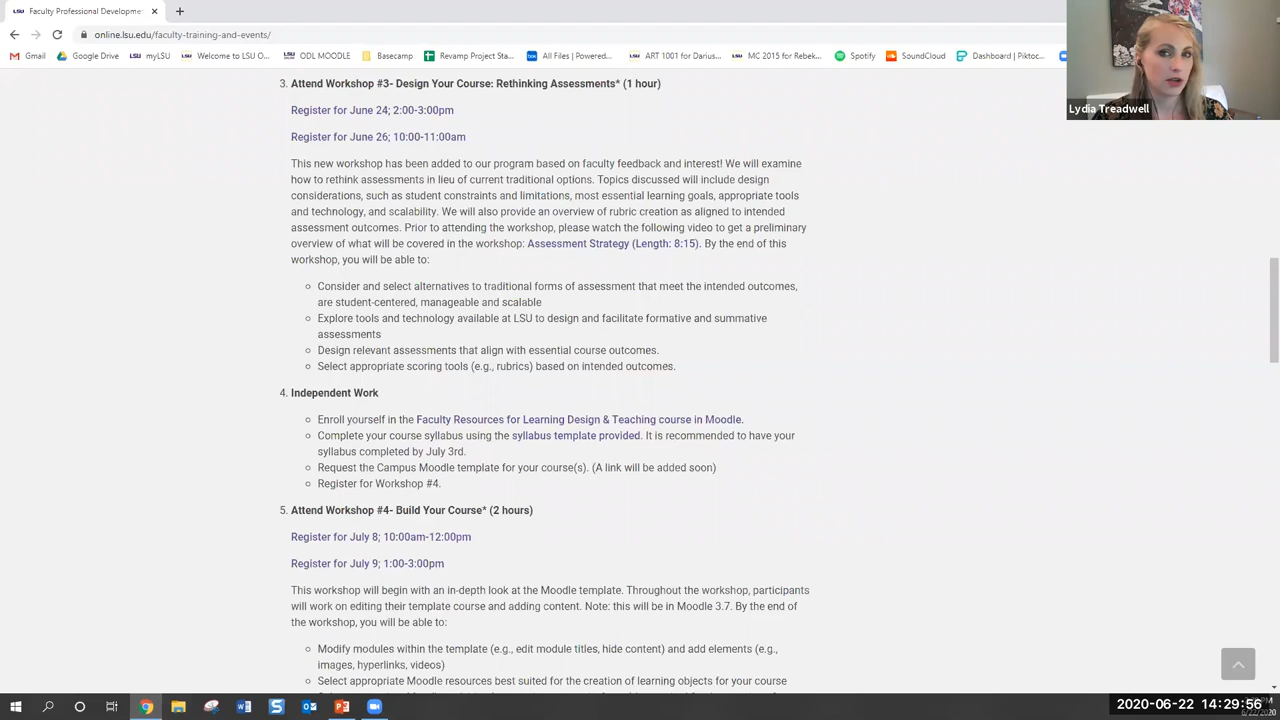 LSU Faculty Professional Developme
online.lsu.edu/faculty-training-and-events/
Gmail Google Drive LSU myLSU LSU Welcome to LSU O... LSU ODL MOODLE Basecamp Revamp Project Sta... box All Files | Powered... LSU ART 1001 for Darius... LSU MC 2015 for Rebek... Spotify SoundCloud Dashboard | Piktoc...
Lydia Treadwell
3. Attend Workshop #3- Design Your Course: Rethinking Assessments* (1 hour)
Register for June 24; 2:00-3:00pm
Register for June 26; 10:00-11:00am
This new workshop has been added to our program based on faculty feedback and interest! We will examine
how to rethink assessments in lieu of current traditional options. Topics discussed will include design
considerations, such as student constraints and limitations, most essential learning goals, appropriate tools
and technology, and scalability. We will also provide an overview of rubric creation as aligned to intended
assessment outcomes. Prior to attending the workshop, please watch the following video to get a preliminary
overview of what will be covered in the workshop: Assessment Strategy (Length: 8:15). By the end of this
workshop, you will be able to:
Consider and select alternatives to traditional forms of assessment that meet the intended outcomes,
are student-centered, manageable and scalable
Explore tools and technology available at LSU to design and facilitate formative and summative
assessments
Design relevant assessments that align with essential course outcomes.
Select appropriate scoring tools (e.g., rubrics) based on intended outcomes.
4. Independent Work
Enroll yourself in the Faculty Resources for Learning Design & Teaching course in Moodle.
Complete your course syllabus using the syllabus template provided. It is recommended to have your
syllabus completed by July 3rd.
Request the Campus Moodle template for your course(s). (A link will be added soon)
Register for Workshop #4.
5. Attend Workshop #4- Build Your Course* (2 hours)
Register for July 8; 10:00am-12:00pm
Register for July 9; 1:00-3:00pm
This workshop will begin with an in-depth look at the Moodle template. Throughout the workshop, participants
will work on editing their template course and adding content. Note: this will be in Moodle 3.7. By the end of
the workshop, you will be able to:
Modify modules within the template (e.g., edit module titles, hide content) and add elements (e.g.,
images, hyperlinks, videos)
Select appropriate Moodle resources best suited for the creation of learning objects for your course
2020-06-22 14:29:56